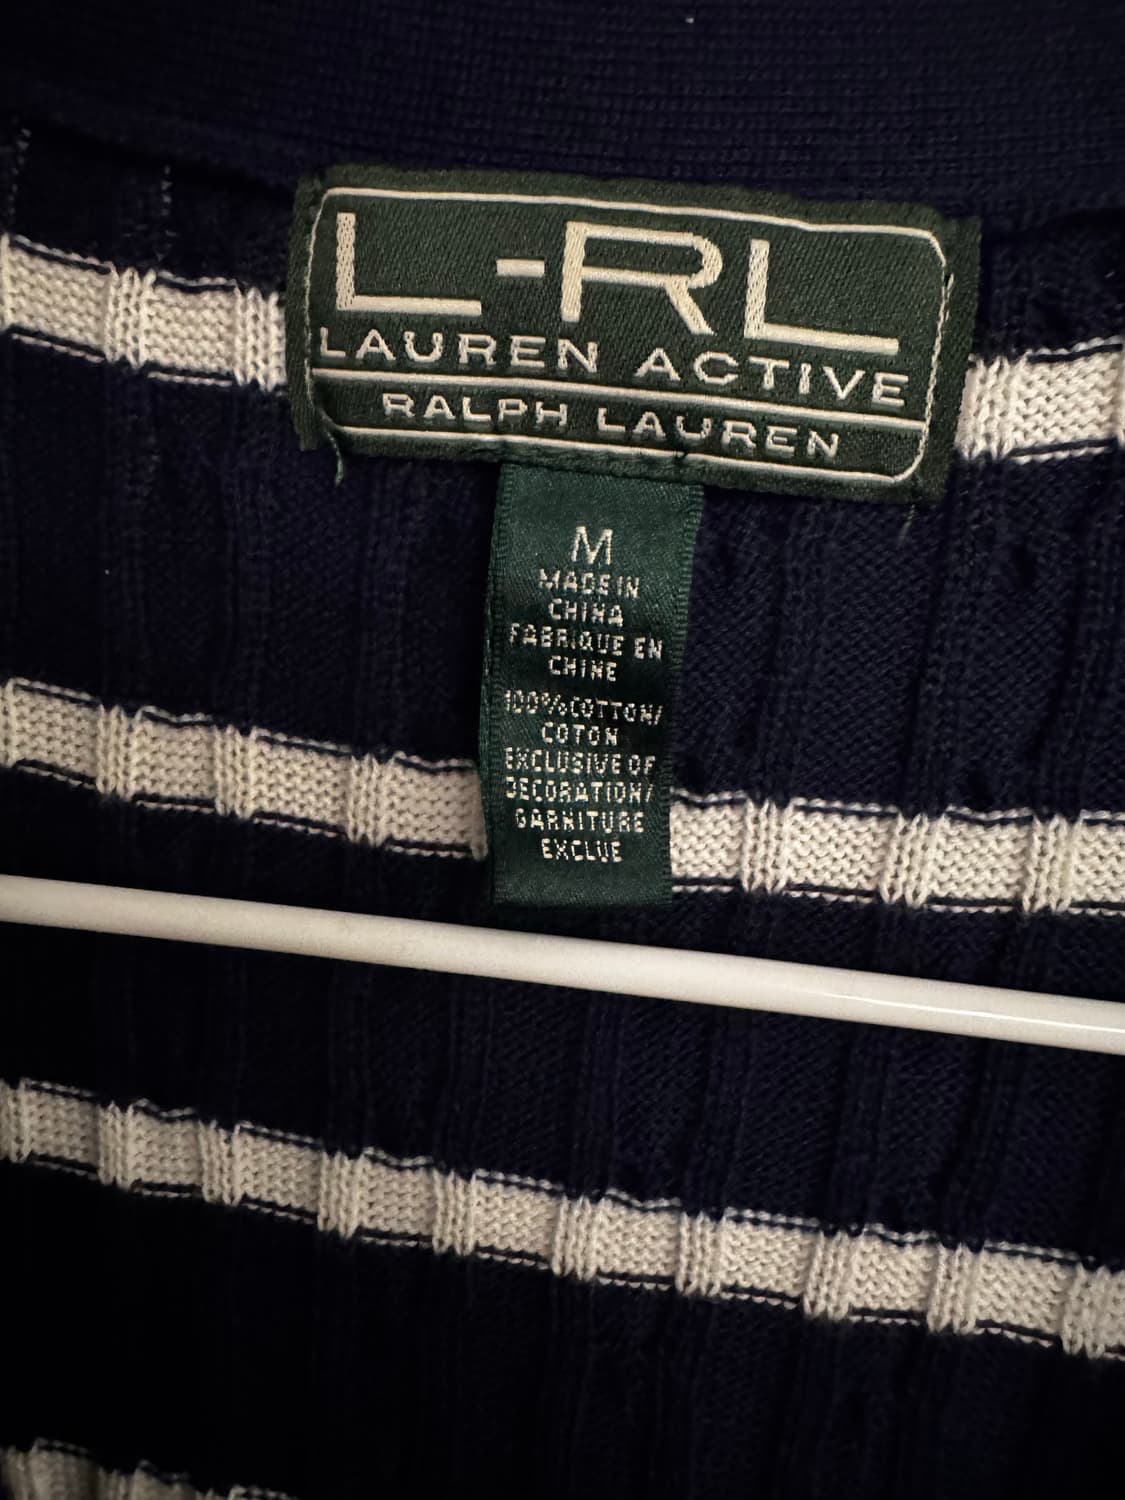 L-RL
LAUREN ACTIVE
RALPH LAUREN
M
MADE IN
CHINA
FABRIQUE EN
CHINE
100%COTTON/
COTON
EXCLUSIVE OF
DECORATION/
GARNITURE
EXCLUE